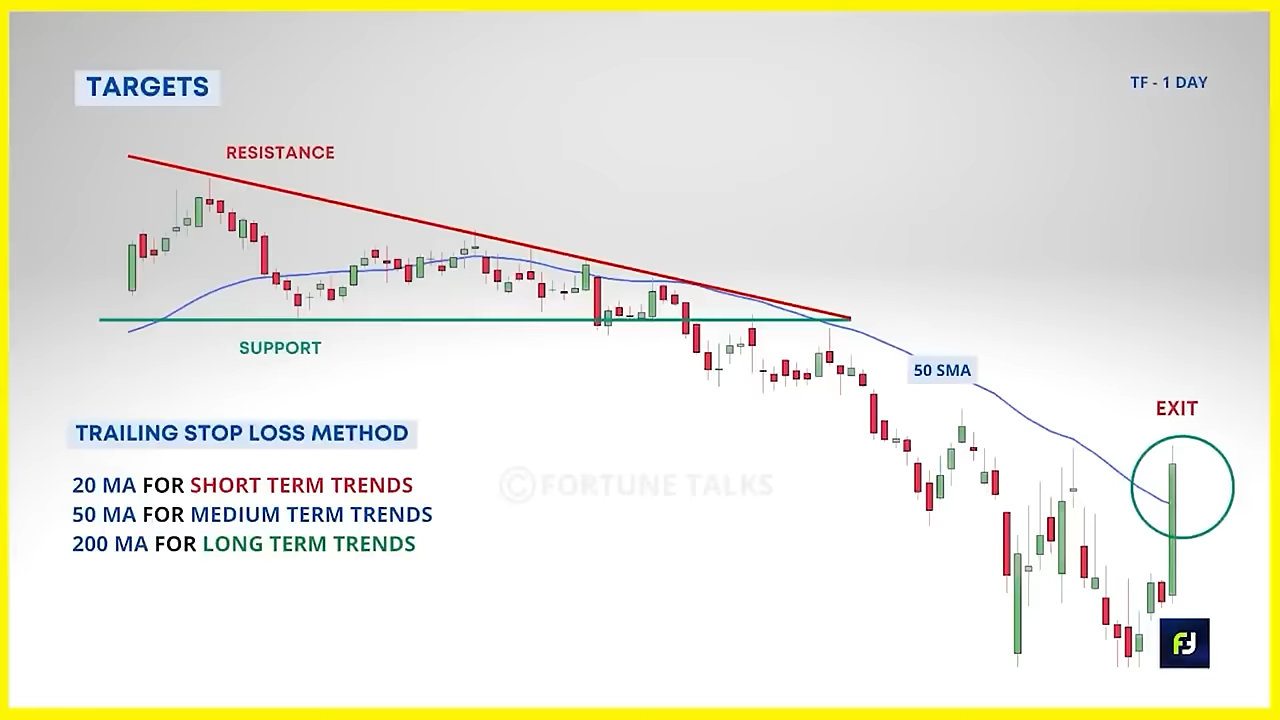 TARGETS
TF - 1 DAY
RESISTANCE
SUPPORT
50 SMA
EXIT
TRAILING STOP LOSS METHOD
20 MA FOR SHORT TERM TRENDS
50 MA FOR MEDIUM TERM TRENDS
200 MA FOR LONG TERM TRENDS
© FORTUNE TALKS